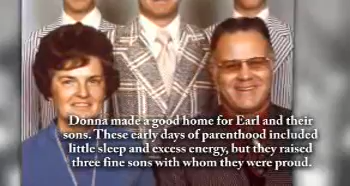 Donna made a good home for Earl and their
sons. These early days of parenthood included
little sleep and excess energy, but they raised
three fine sons with whom they were proud.